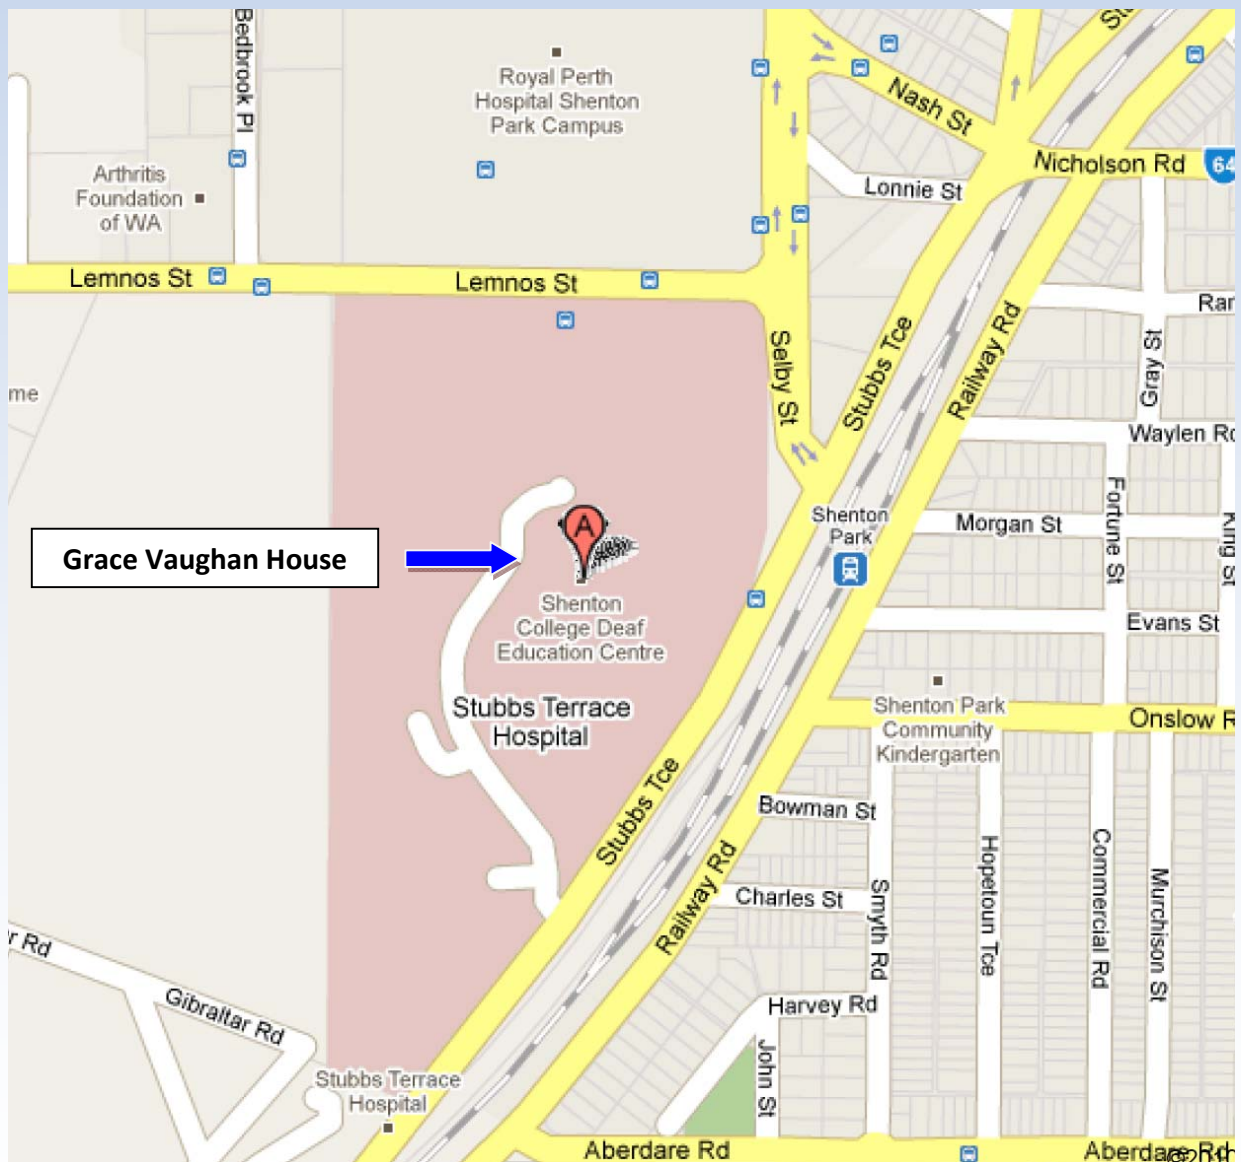 Bedbrook Pl
Royal Perth
Hospital Shenton
Park Campus
Nash St
Nicholson Rd
64
Arthritis
Foundation
of WA
Lonnie St
Lemnos St
Lemnos St
Selby St
Stubbs Tce
Railway Rd
Gray St
Waylen Rd
me
Shenton
Park
Morgan St
Fortune St
King St
Grace Vaughan House
A
Shenton
College Deaf
Education Centre
Evans St
Stubbs Terrace
Hospital
Shenton Park
Community
Kindergarten
Onslow R
Stubbs Tce
Bowman St
Railway Rd
Charles St
Smyth Rd
Hopetoun Tce
Commercial Rd
Murchison St
r Rd
Gibraltar Rd
Harvey Rd
John St
Stubbs Terrace
Hospital
Aberdare Rd
Aberdare Rd